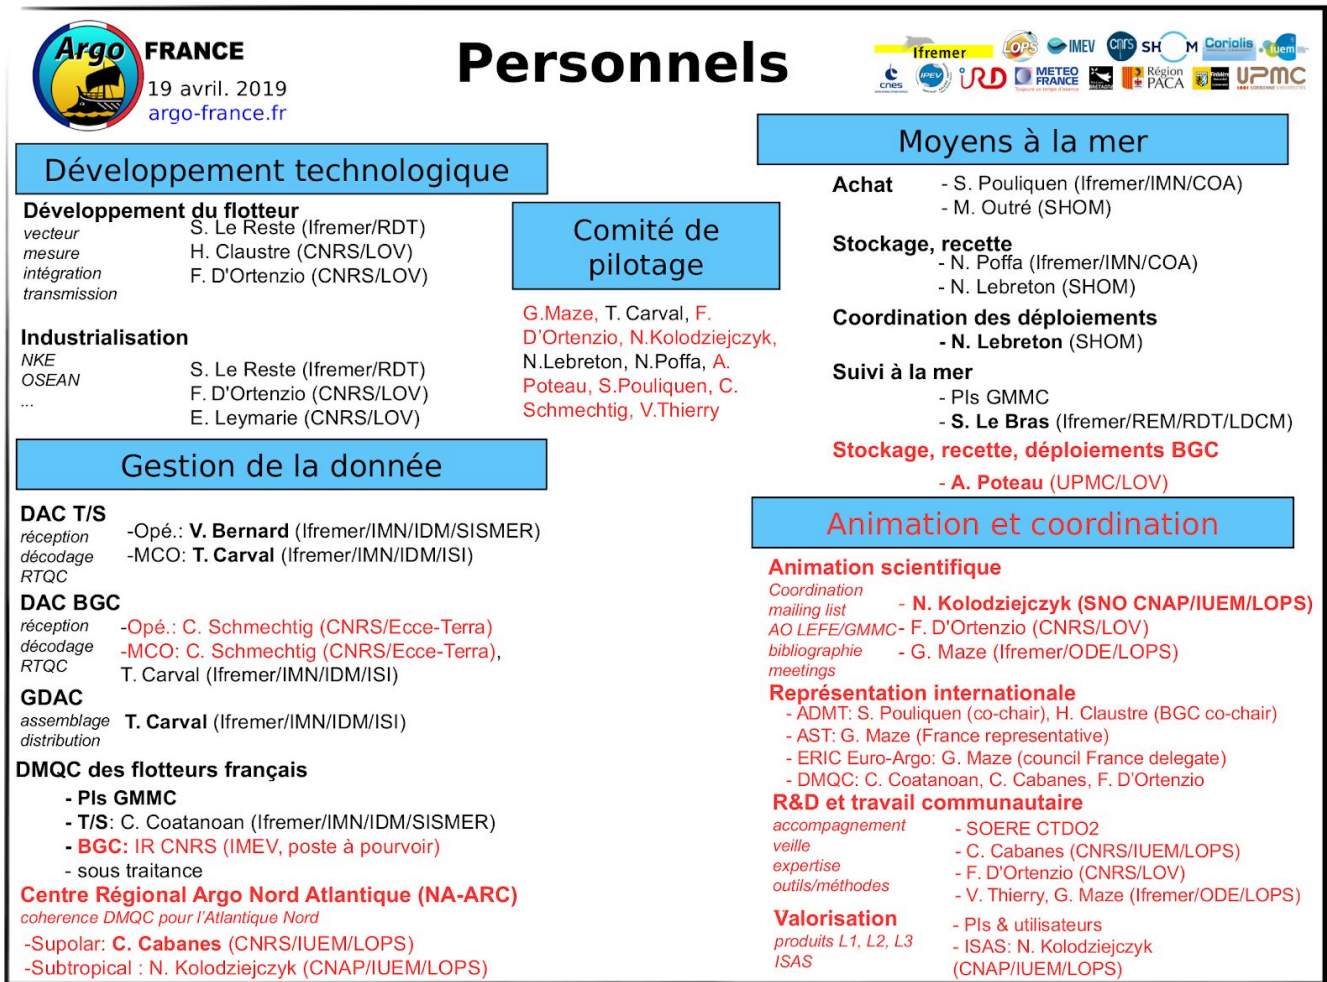 Argo FRANCE
19 avril. 2019
argo-france.fr
Personnels
Ifremer
LOPS
IMEV
cnrs
SH M
Coriolis
iuem
cnes
IPEV
iRD
METEO FRANCE
Région PACA
UPMC
Développement technologique
Développement du flotteur
vecteur
mesure
intégration
transmission
S. Le Reste (Ifremer/RDT)
H. Claustre (CNRS/LOV)
F. D'Ortenzio (CNRS/LOV)
Industrialisation
NKE
OSEAN
...
S. Le Reste (Ifremer/RDT)
F. D'Ortenzio (CNRS/LOV)
E. Leymarie (CNRS/LOV)
Comité de
pilotage
G.Maze, T. Carval, F.
D'Ortenzio, N.Kolodziejczyk,
N.Lebreton, N.Poffa, A.
Poteau, S.Pouliquen, C.
Schmechtig, V.Thierry
Gestion de la donnée
DAC T/S
réception
décodage
RTQC
-Opé.: V. Bernard (Ifremer/IMN/IDM/SISMER)
-MCO: T. Carval (Ifremer/IMN/IDM/ISI)
DAC BGC
réception
décodage
RTQC
-Opé.: C. Schmechtig (CNRS/Ecce-Terra)
-MCO: C. Schmechtig (CNRS/Ecce-Terra),
T. Carval (Ifremer/IMN/IDM/ISI)
GDAC
assemblage
distribution
T. Carval (Ifremer/IMN/IDM/ISI)
DMQC des flotteurs français
- PIs GMMC
- T/S: C. Coatanoan (Ifremer/IMN/IDM/SISMER)
- BGC: IR CNRS (IMEV, poste à pourvoir)
- sous traitance
Centre Régional Argo Nord Atlantique (NA-ARC)
coherence DMQC pour l'Atlantique Nord
-Supolar: C. Cabanes (CNRS/IUEM/LOPS)
-Subtropical : N. Kolodziejczyk (CNAP/IUEM/LOPS)
Moyens à la mer
Achat
- S. Pouliquen (Ifremer/IMN/COA)
- M. Outré (SHOM)
Stockage, recette
- N. Poffa (Ifremer/IMN/COA)
- N. Lebreton (SHOM)
Coordination des déploiements
- N. Lebreton (SHOM)
Suivi à la mer
- PIs GMMC
- S. Le Bras (Ifremer/REM/RDT/LDCM)
Stockage, recette, déploiements BGC
- A. Poteau (UPMC/LOV)
Animation et coordination
Animation scientifique
Coordination
mailing list
AO LEFE/GMMC
bibliographie
meetings
- N. Kolodziejczyk (SNO CNAP/IUEM/LOPS)
- F. D'Ortenzio (CNRS/LOV)
- G. Maze (Ifremer/ODE/LOPS)
Représentation internationale
- ADMT: S. Pouliquen (co-chair), H. Claustre (BGC co-chair)
- AST: G. Maze (France representative)
- ERIC Euro-Argo: G. Maze (council France delegate)
- DMQC: C. Coatanoan, C. Cabanes, F. D'Ortenzio
R&D et travail communautaire
accompagnement
veille
expertise
outils/méthodes
- SOERE CTDO2
- C. Cabanes (CNRS/IUEM/LOPS)
- F. D'Ortenzio (CNRS/LOV)
- V. Thierry, G. Maze (Ifremer/ODE/LOPS)
Valorisation
produits L1, L2, L3
ISAS
- PIs & utilisateurs
- ISAS: N. Kolodziejczyk
(CNAP/IUEM/LOPS)